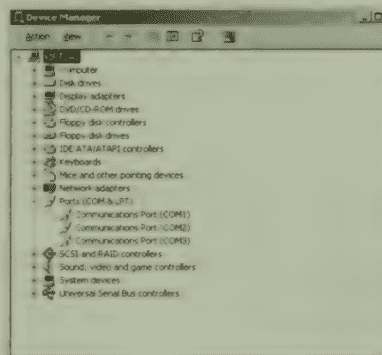 Device Manager
Action View
Computer
Disk drives
Display adapters
DVD/CD-ROM drives
Floppy disk controllers
Floppy disk drives
IDE ATA/ATAPI controllers
Keyboards
Mice and other pointing devices
Network adapters
Ports (COM & LPT)
Communications Port (COM1)
Communications Port (COM2)
Communications Port (COM3)
SCSI and RAID controllers
Sound, video and game controllers
System devices
Universal Serial Bus controllers